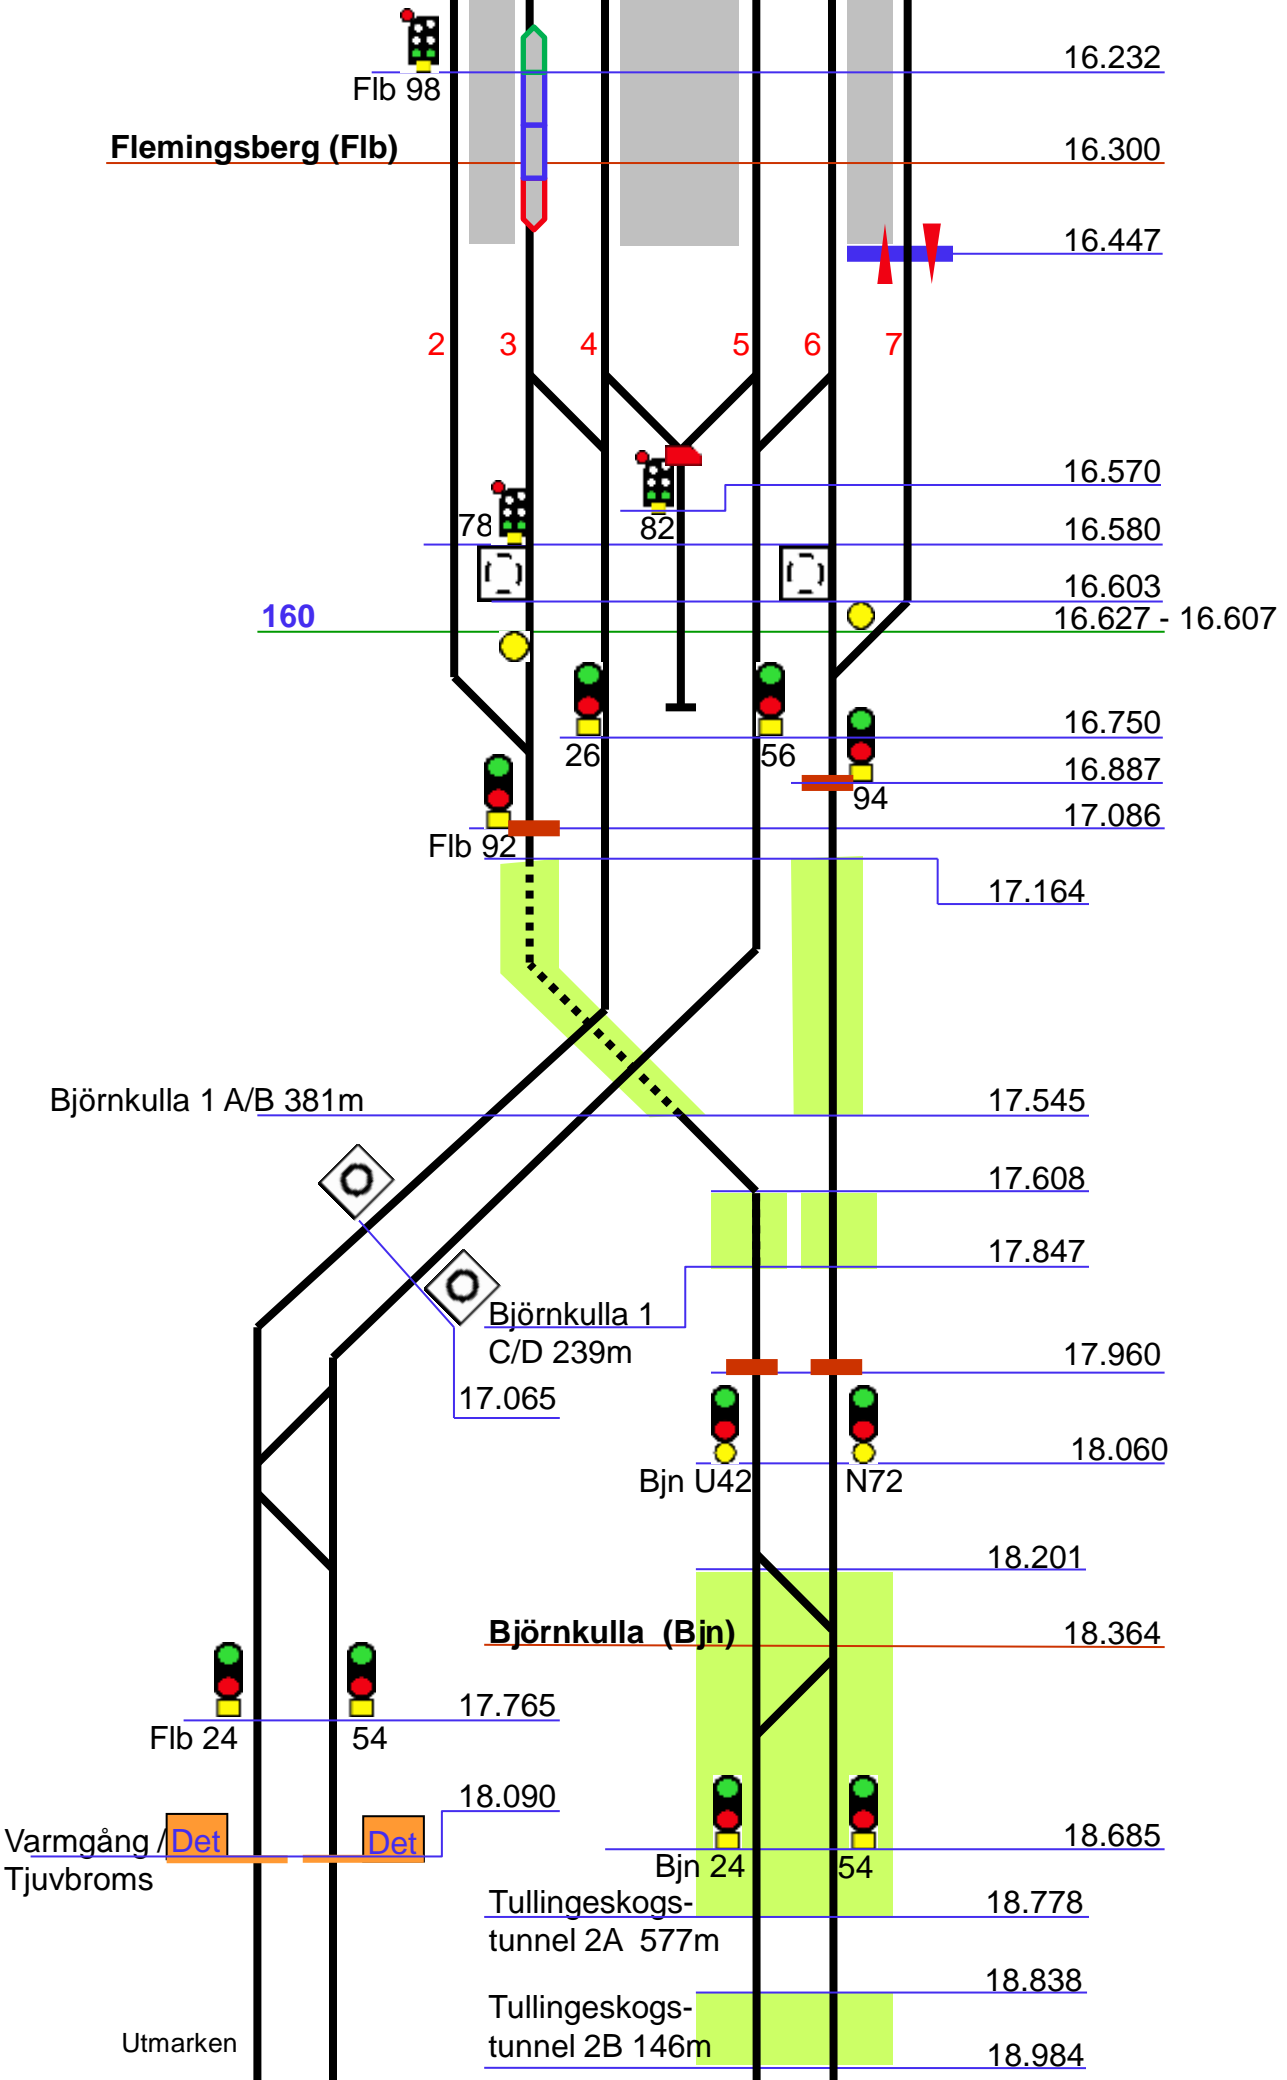 16.232
Flb 98
Flemingsberg (Flb)
16.300
16.447
2 3 4 5 6 7
16.570
78
82
16.580
16.603
160
16.627 - 16.607
26
56
16.750
16.887
94
17.086
Flb 92
17.164
Björnkulla 1 A/B 381m
17.545
17.608
17.847
Björnkulla 1
C/D 239m
17.960
17.065
18.060
Bjn U42
N72
18.201
Björnkulla (Bjn)
18.364
17.765
Flb 24
54
18.090
Varmgång /
Det
Det
Tjuvbroms
18.685
Bjn 24
54
Tullingeskogs-
18.778
tunnel 2A 577m
18.838
Tullingeskogs-
tunnel 2B 146m
Utmarken
18.984